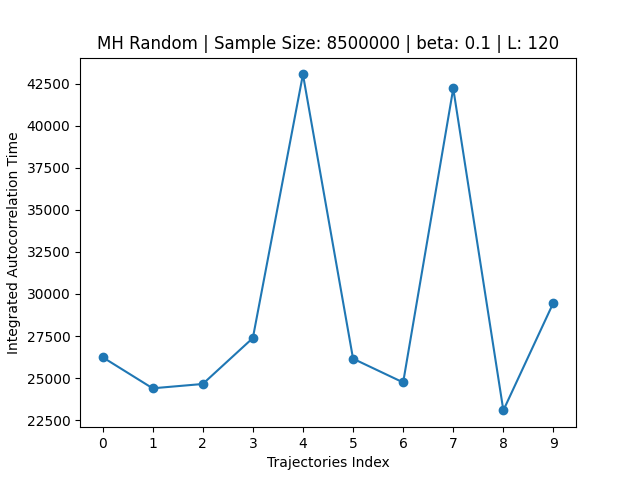 MH Random | Sample Size: 8500000 | beta: 0.1 | L: 120
42500
40000
37500
35000
32500
30000
27500
25000
22500
Integrated Autocorrelation Time
0 1 2 3 4 5 6 7 8 9
Trajectories Index